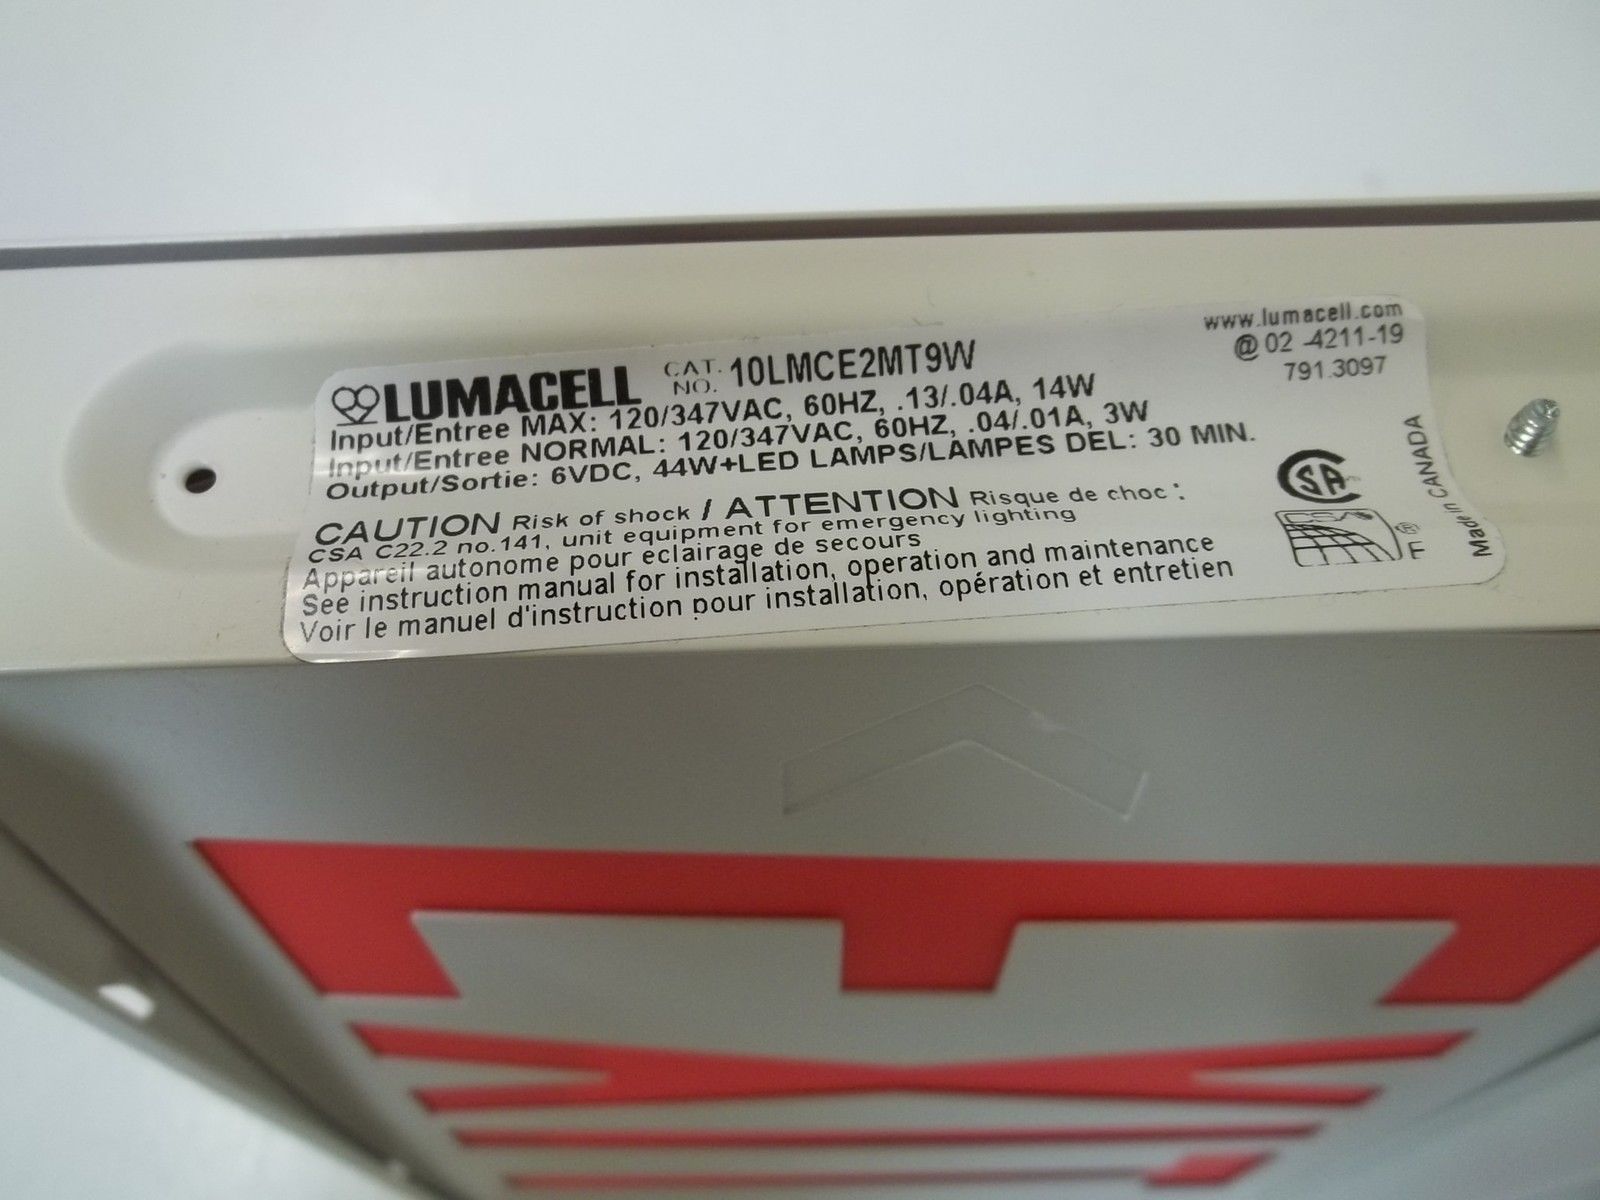 LUMACELL CAT. NO. 10LMCE2MT9W
www.lumacell.com
@ 02 -4211-19
791.3097
Input/Entree MAX: 120/347VAC, 60HZ, .13/.04A, 14W
Input/Entree NORMAL: 120/347VAC, 60HZ, .04/.01A, 3W
Output/Sortie: 6VDC, 44W+LED LAMPS/LAMPES DEL: 30 MIN.
CAUTION Risk of shock / ATTENTION Risque de choc :
CSA C22.2 no.141, unit equipment for emergency lighting
Appareil autonome pour eclairage de secours
See instruction manual for installation, operation and maintenance
Voir le manuel d'instruction pour installation, opération et entretien
CSA
CSA
® F
Made in CANADA
EXIT